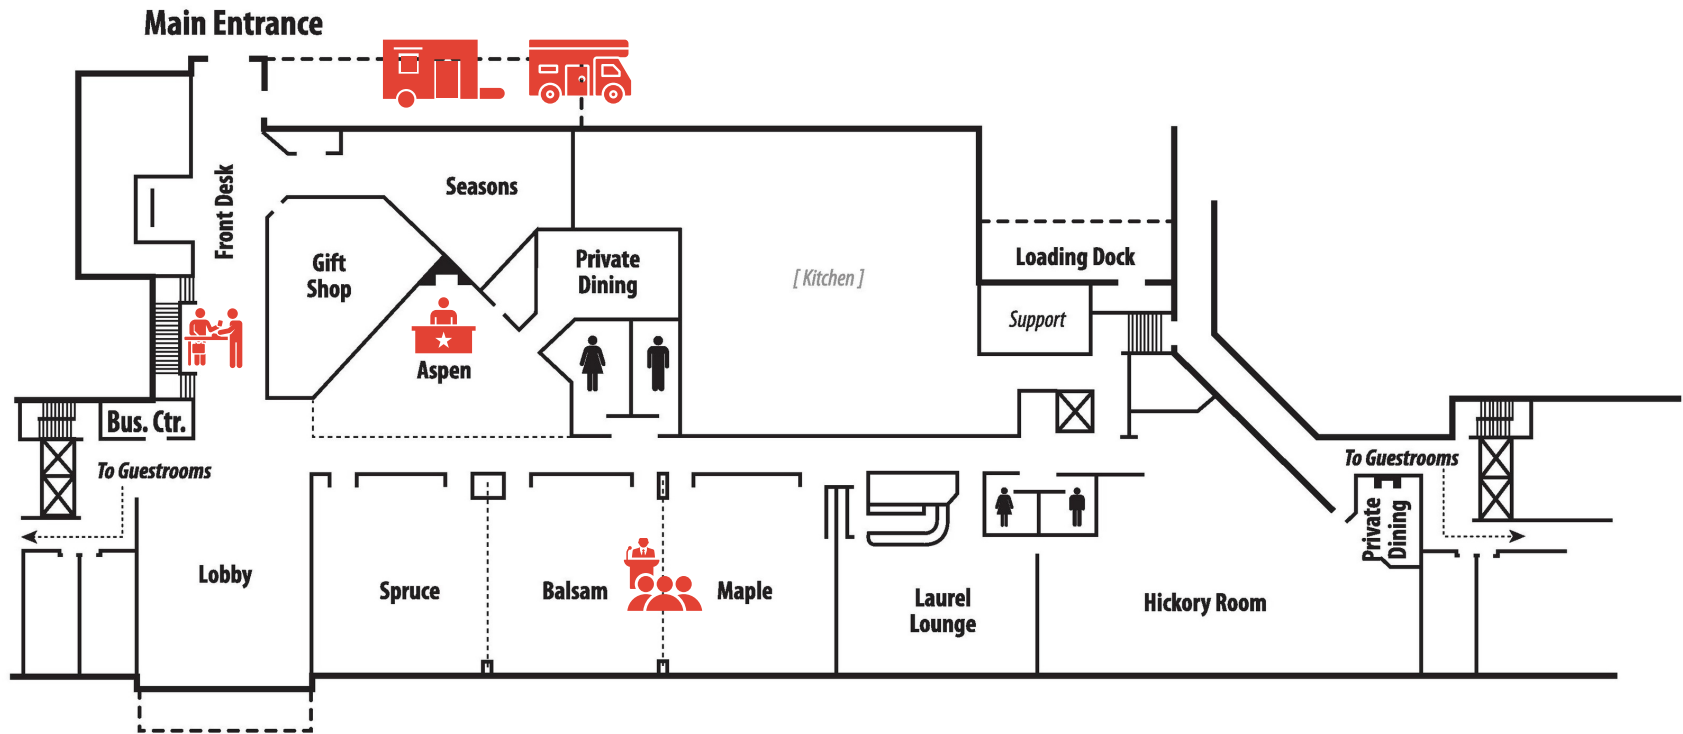 Main Entrance
Front Desk
Seasons
Gift
Shop
Private
Dining
[ Kitchen ]
Loading Dock
Support
Aspen
Bus. Ctr.
To Guestrooms
To Guestrooms
Private
Dining
Lobby
Spruce
Balsam
Maple
Laurel
Lounge
Hickory Room